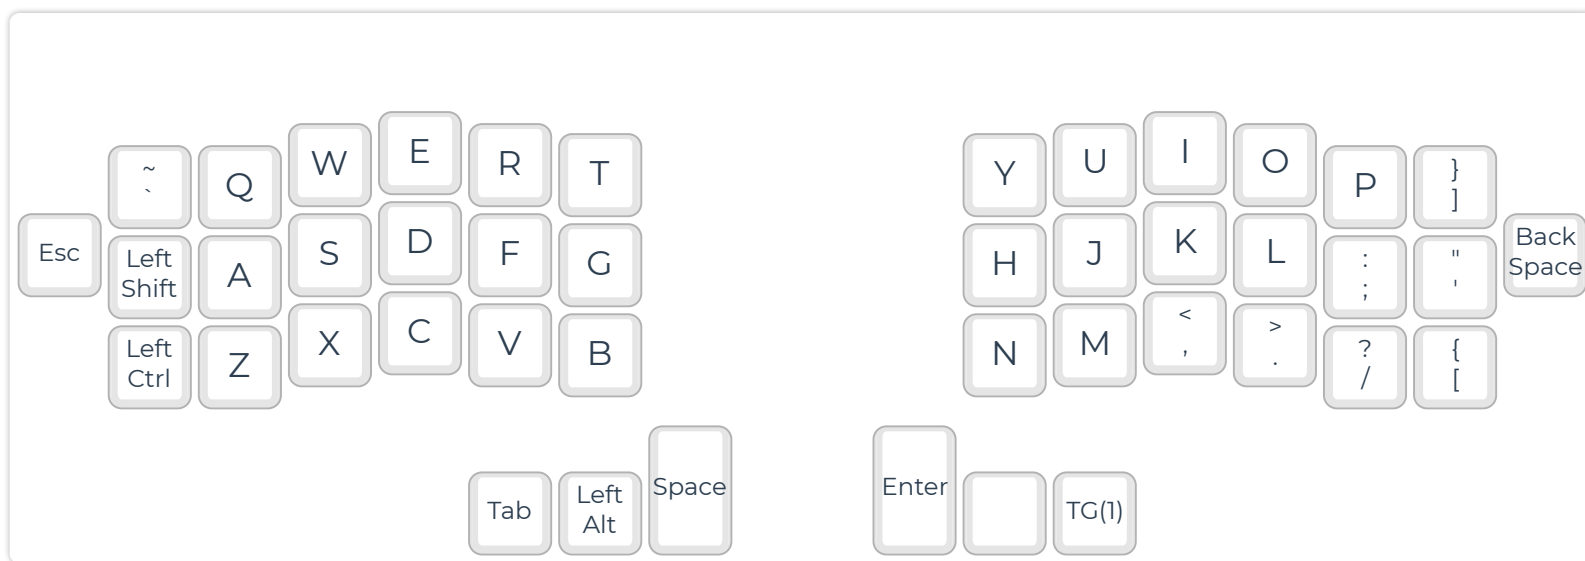 Esc
~
`
Q
W
E
R
T
Left
Shift
A
S
D
F
G
Left
Ctrl
Z
X
C
V
B
Tab
Left
Alt
Space
Y
U
I
O
P
}
]
H
J
K
L
:
;
"
'
Back
Space
N
M
<
,
>
.
?
/
{
[
Enter
TG(1)